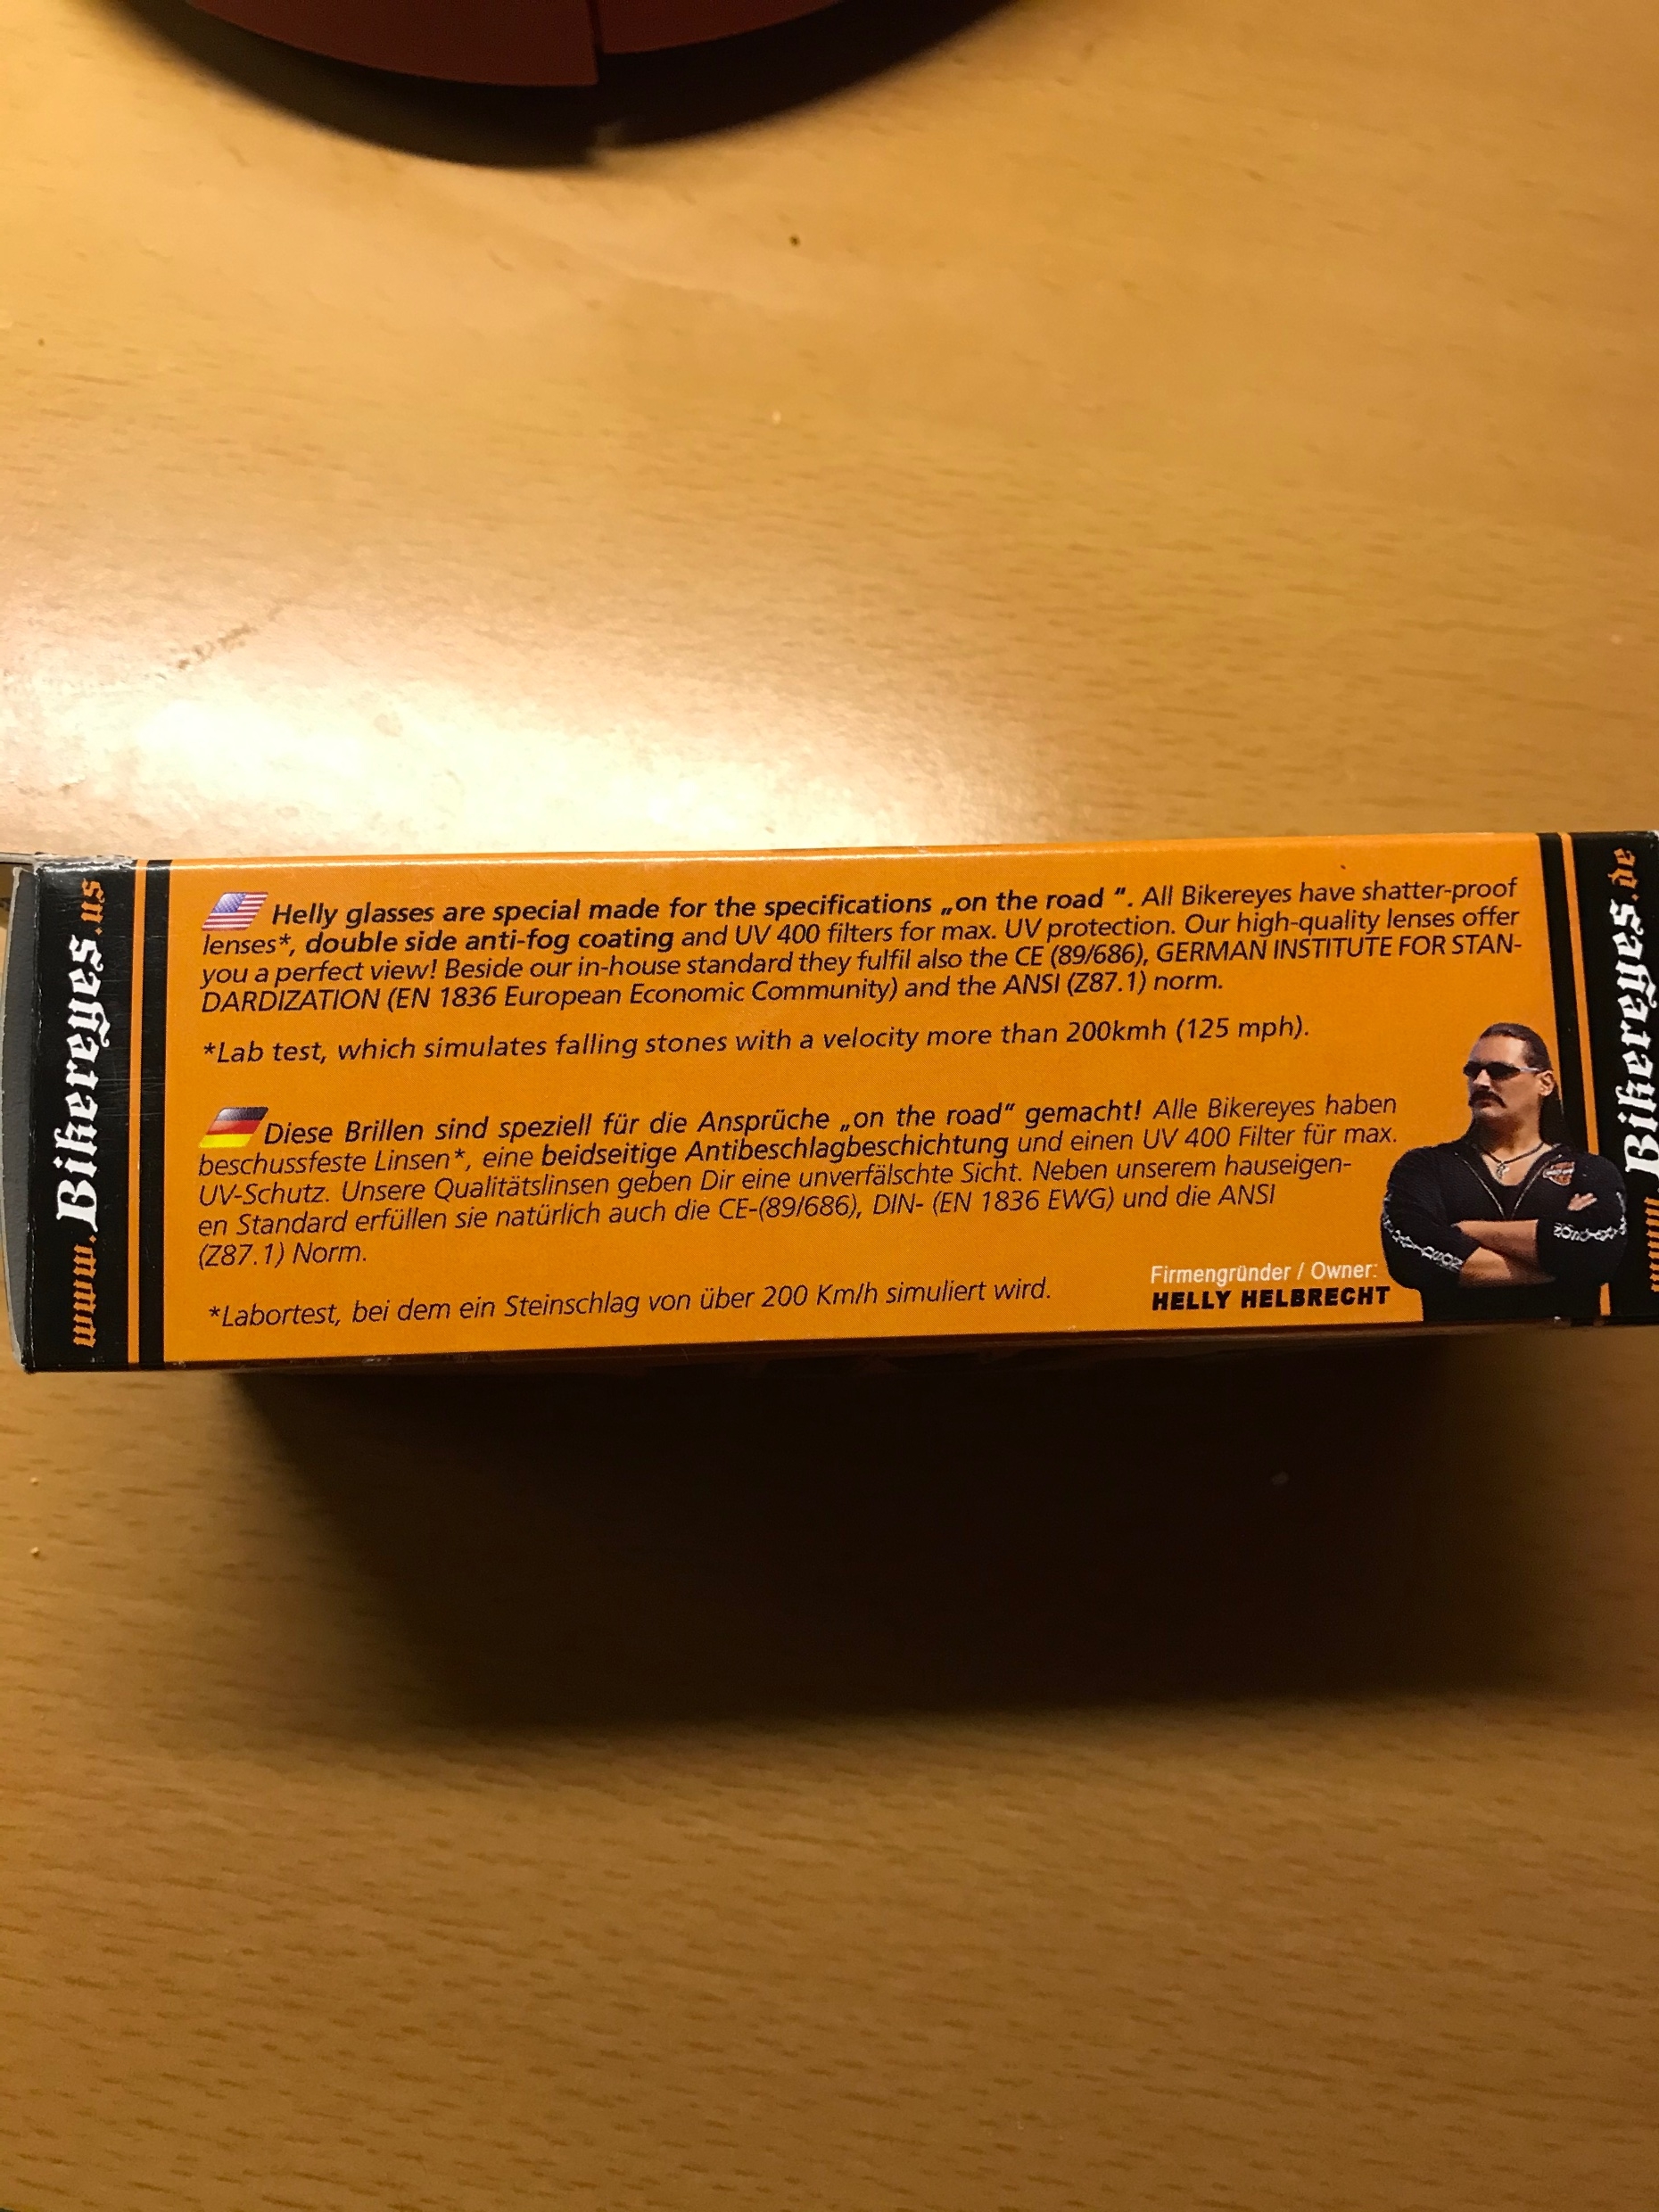 www.Bikereyes.us
Helly glasses are special made for the specifications „on the road “. All Bikereyes have shatter-proof
lenses*, double side anti-fog coating and UV 400 filters for max. UV protection. Our high-quality lenses offer
you a perfect view! Beside our in-house standard they fulfil also the CE (89/686), GERMAN INSTITUTE FOR STAN-
DARDIZATION (EN 1836 European Economic Community) and the ANSI (Z87.1) norm.
*Lab test, which simulates falling stones with a velocity more than 200kmh (125 mph).
Diese Brillen sind speziell für die Ansprüche „on the road“ gemacht! Alle Bikereyes haben
beschussfeste Linsen*, eine beidseitige Antibeschlagbeschichtung und einen UV 400 Filter für max.
UV-Schutz. Unsere Qualitätslinsen geben Dir eine unverfälschte Sicht. Neben unserem hauseigen-
en Standard erfüllen sie natürlich auch die CE-(89/686), DIN- (EN 1836 EWG) und die ANSI
(Z87.1) Norm.
*Labortest, bei dem ein Steinschlag von über 200 Km/h simuliert wird.
Firmengründer / Owner:
HELLY HELBRECHT
www.Bikereyes.de